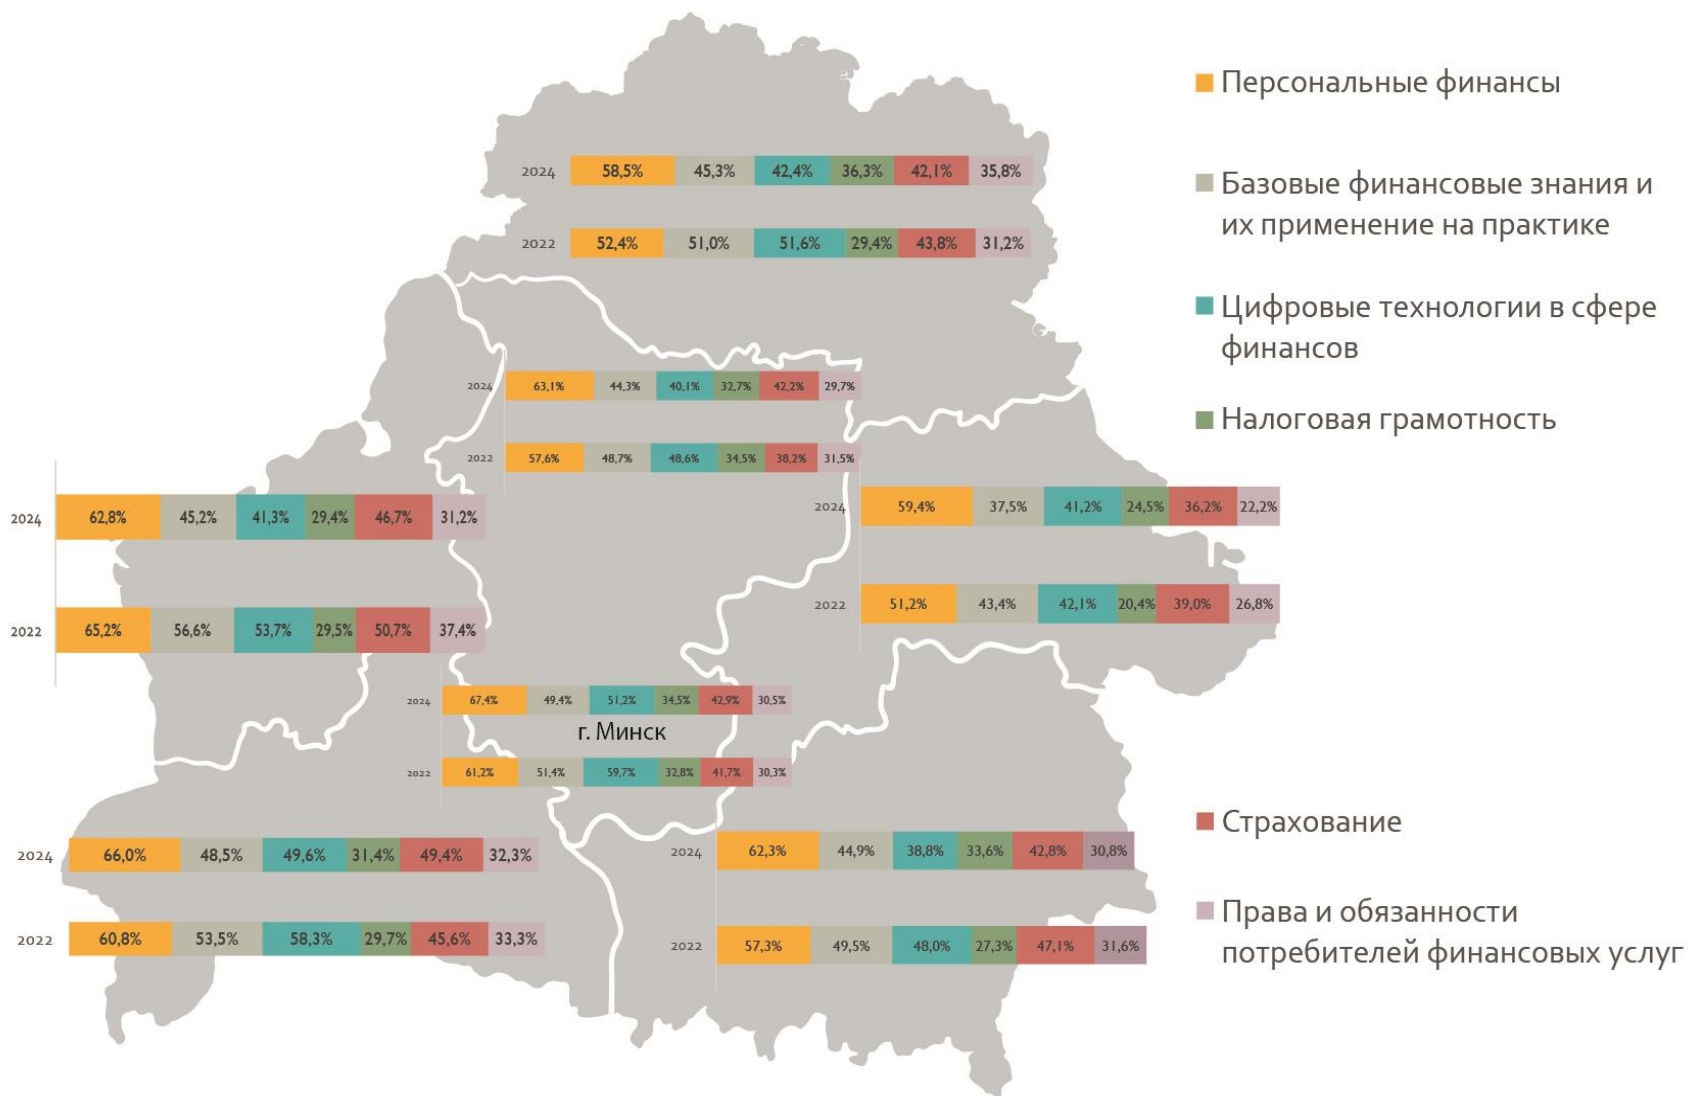 Персональные финансы
Базовые финансовые знания и
их применение на практике
Цифровые технологии в сфере
финансов
Налоговая грамотность
2024 58,5% 45,3% 42,4% 36,3% 42,1% 35,8%
2022 52,4% 51,0% 51,6% 29,4% 43,8% 31,2%
2024 63,1% 44,3% 40,1% 32,7% 42,2% 29,7%
2022 57,6% 48,7% 48,6% 34,5% 38,2% 31,5%
2024 62,8% 45,2% 41,3% 29,4% 46,7% 31,2%
2022 65,2% 56,6% 53,7% 29,5% 50,7% 37,4%
2024 59,4% 37,5% 41,2% 24,5% 36,2% 22,2%
2022 51,2% 43,4% 42,1% 20,4% 39,0% 26,8%
2024 67,4% 49,4% 51,2% 34,5% 42,9% 30,5%
г. Минск
2022 61,2% 51,4% 59,7% 32,8% 41,7% 30,3%
2024 66,0% 48,5% 49,6% 31,4% 49,4% 32,3%
2022 60,8% 53,5% 58,3% 29,7% 45,6% 33,3%
2024 62,3% 44,9% 38,8% 33,6% 42,8% 30,8%
2022 57,3% 49,5% 48,0% 27,3% 47,1% 31,6%
Страхование
Права и обязанности
потребителей финансовых услуг